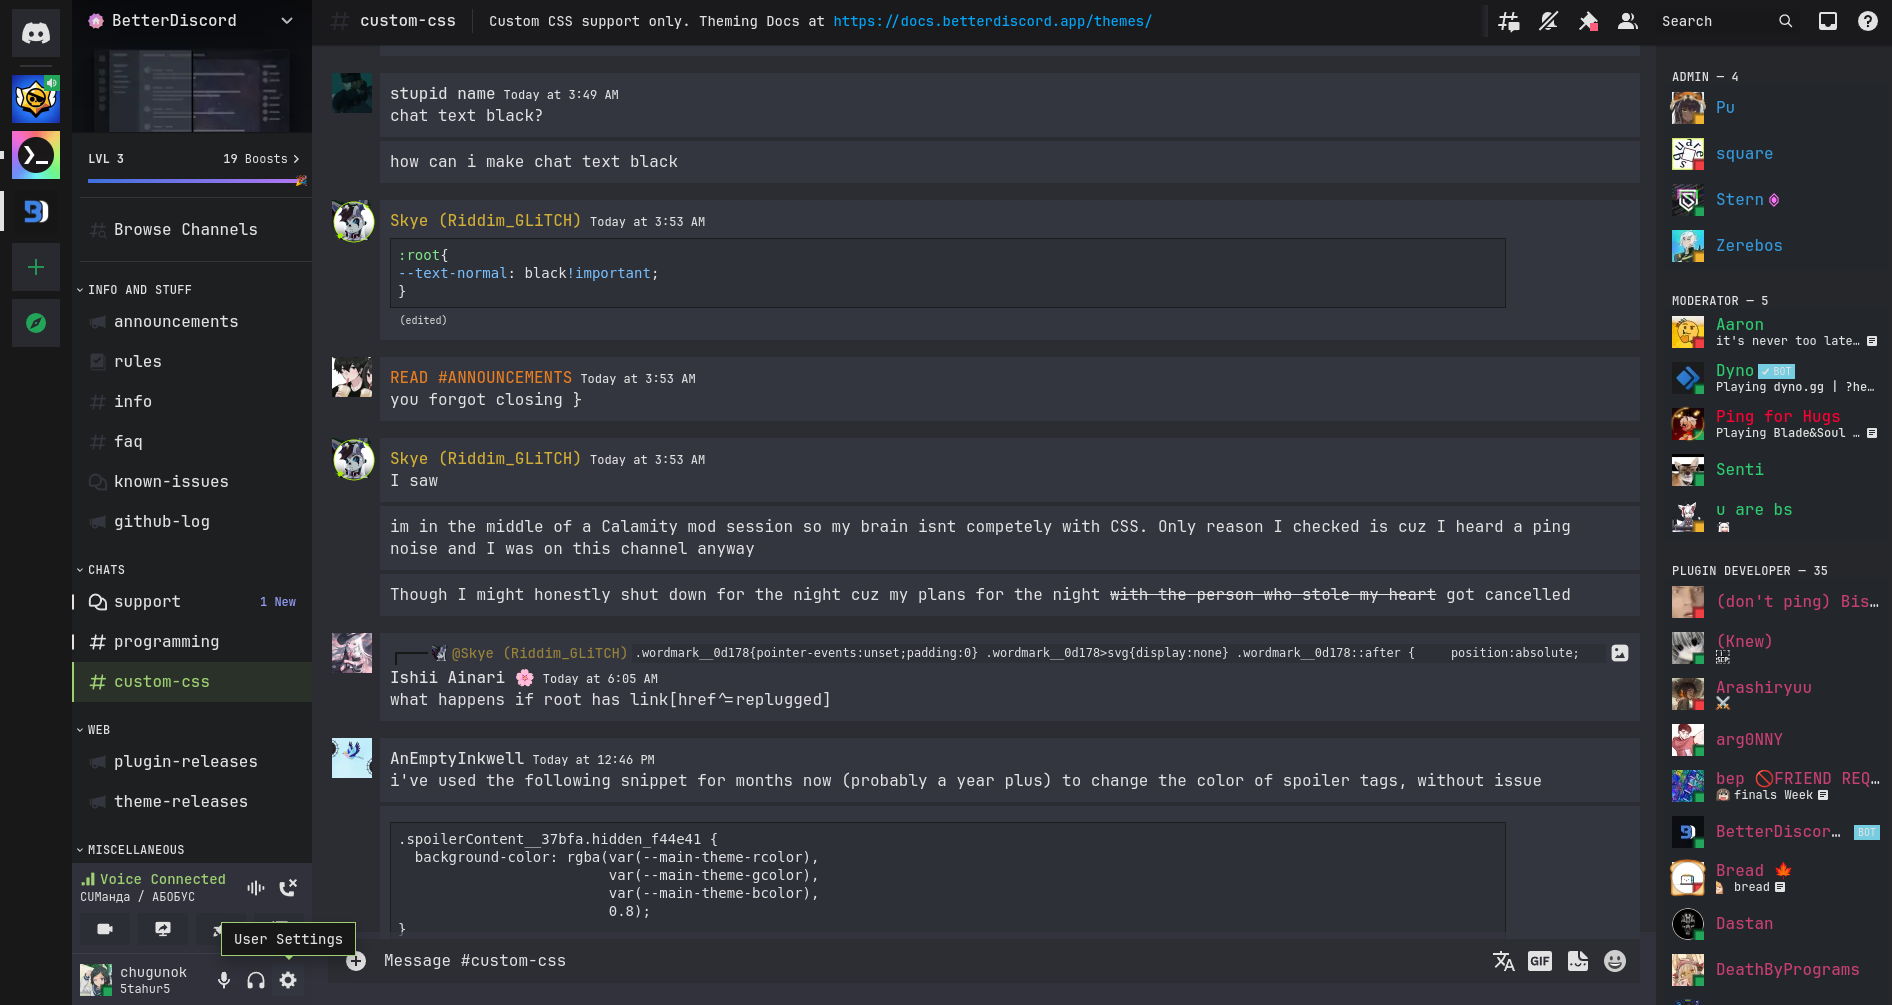 BetterDiscord
LVL 3
19 Boosts
Browse Channels
INFO AND STUFF
announcements
rules
info
faq
known-issues
github-log
CHATS
support
1 New
programming
custom-css
WEB
plugin-releases
theme-releases
MISCELLANEOUS
Voice Connected
CUМанда / АБОБУС
User Settings
chugunok
5tahur5
custom-css
Custom CSS support only. Theming Docs at https://docs.betterdiscord.app/themes/
Search
stupid name Today at 3:49 AM
chat text black?
how can i make chat text black
Skye (Riddim_GLiTCH) Today at 3:53 AM
:root{
--text-normal: black!important;
}
(edited)
READ #ANNOUNCEMENTS Today at 3:53 AM
you forgot closing }
Skye (Riddim_GLiTCH) Today at 3:53 AM
I saw
im in the middle of a Calamity mod session so my brain isnt competely with CSS. Only reason I checked is cuz I heard a ping
noise and I was on this channel anyway
Though I might honestly shut down for the night cuz my plans for the night with the person who stole my heart got cancelled
@Skye (Riddim_GLiTCH) .wordmark__0d178{pointer-events:unset;padding:0} .wordmark__0d178>svg{display:none} .wordmark__0d178::after { position:absolute;
Ishii Ainari 🌸 Today at 6:05 AM
what happens if root has link[href^=replugged]
AnEmptyInkwell Today at 12:46 PM
i've used the following snippet for months now (probably a year plus) to change the color of spoiler tags, without issue
.spoilerContent__37bfa.hidden_f44e41 {
background-color: rgba(var(--main-theme-rcolor),
var(--main-theme-gcolor),
var(--main-theme-bcolor),
0.8);
}
Message #custom-css
GIF
ADMIN — 4
Pu
square
Stern
Zerebos
MODERATOR — 5
Aaron
it's never too late…
Dyno BOT
Playing dyno.gg | ?he…
Ping for Hugs
Playing Blade&Soul …
Senti
u are bs
PLUGIN DEVELOPER — 35
(don't ping) Bis…
(Knew)
Arashiryuu
arg0NNY
bep 🚫FRIEND REQ…
finals Week
BetterDiscor… BOT
Bread 🍁
bread
Dastan
DeathByPrograms